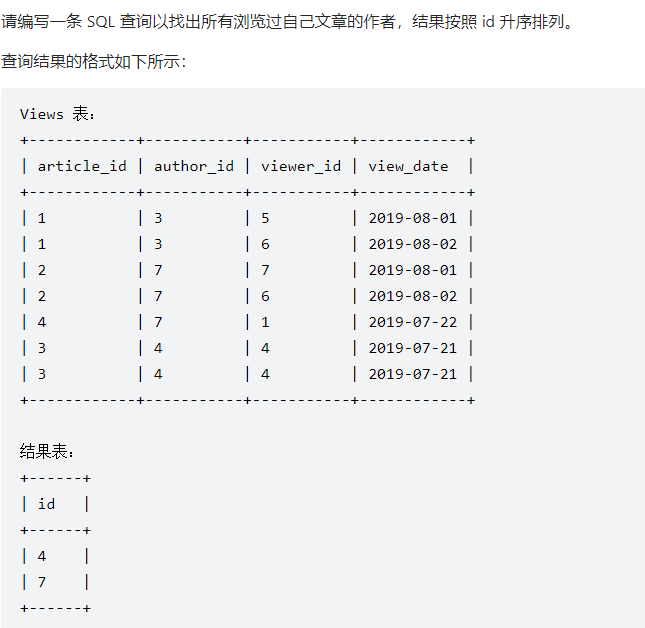 请编写一条 SQL 查询以找出所有浏览过自己文章的作者，结果按照 id 升序排列。
查询结果的格式如下所示：
Views 表：
+------------+-----------+-----------+------------+
| article_id | author_id | viewer_id | view_date  |
+------------+-----------+-----------+------------+
| 1          | 3         | 5         | 2019-08-01 |
| 1          | 3         | 6         | 2019-08-02 |
| 2          | 7         | 7         | 2019-08-01 |
| 2          | 7         | 6         | 2019-08-02 |
| 4          | 7         | 1         | 2019-07-22 |
| 3          | 4         | 4         | 2019-07-21 |
| 3          | 4         | 4         | 2019-07-21 |
+------------+-----------+-----------+------------+
结果表：
+------+
| id   |
+------+
| 4    |
| 7    |
+------+